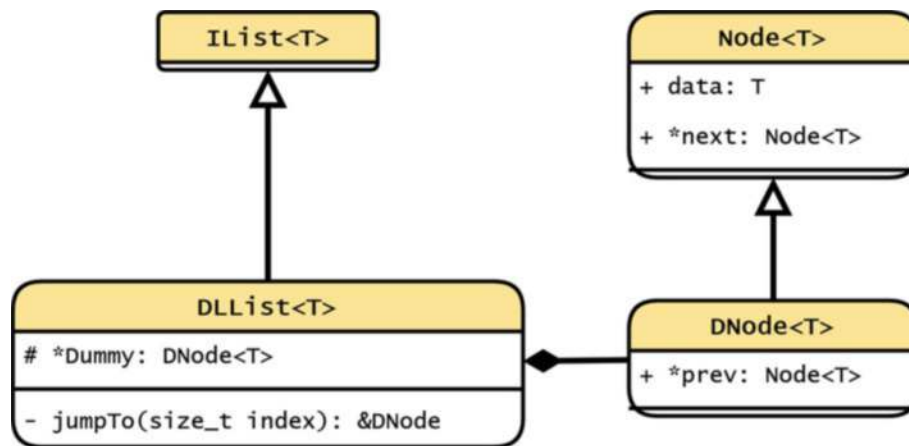 IList<T>
Node<T>
+ data: T
+ *next: Node<T>
DLList<T>
# *Dummy: DNode<T>
- jumpTo(size_t index): &DNode
DNode<T>
+ *prev: Node<T>